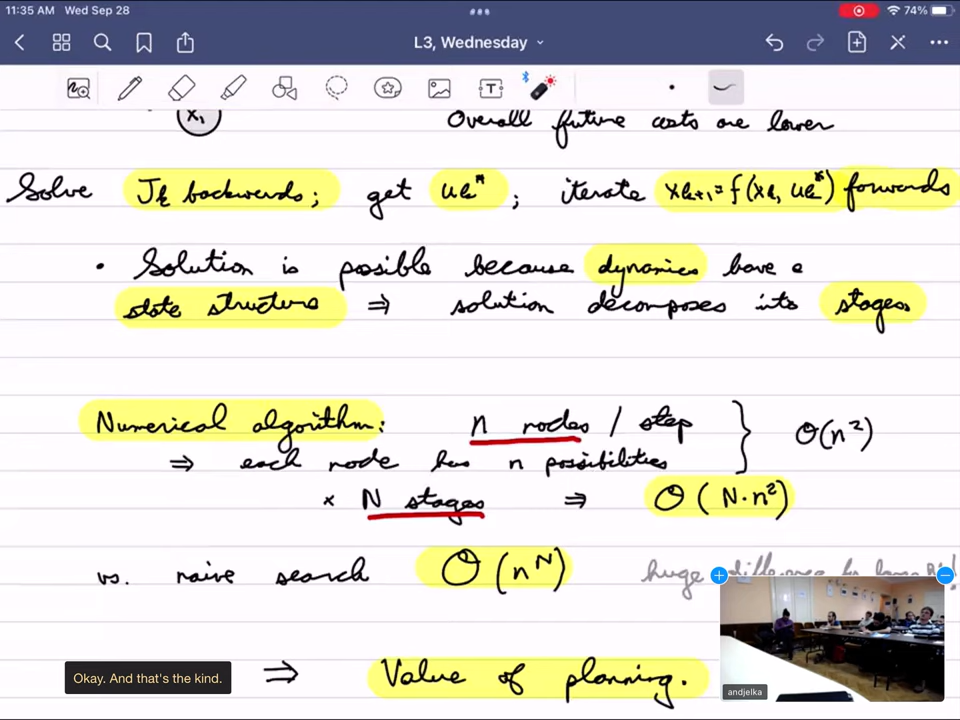 11:35 AM Wed Sep 28
74%
L3, Wednesday
x₁
Overall future costs are lower
Solve Jk backwards; get uk*; iterate xk+1 = f(xk, uk*) forwards
• Solution is possible because dynamics have a
state structure ⇒ solution decomposes into stages
Numerical algorithm: n nodes / step
⇒ each node has n possibilities } O(n²)
× N stages ⇒ O(N·n²)
vs. naive search O(n^N) huge difference
⇒ Value of planning.
Okay. And that's the kind.
andjelka